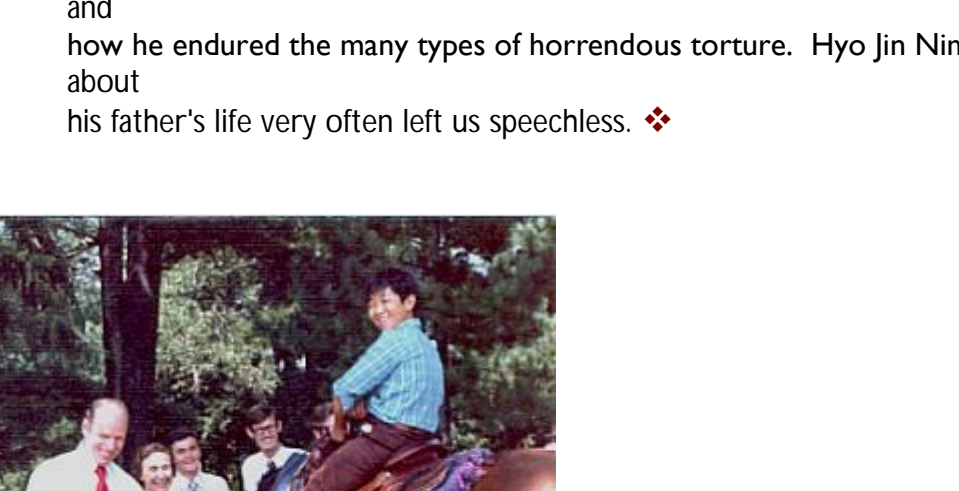 and
how he endured the many types of horrendous torture. Hyo Jin Nim
about
his father's life very often left us speechless. ❖